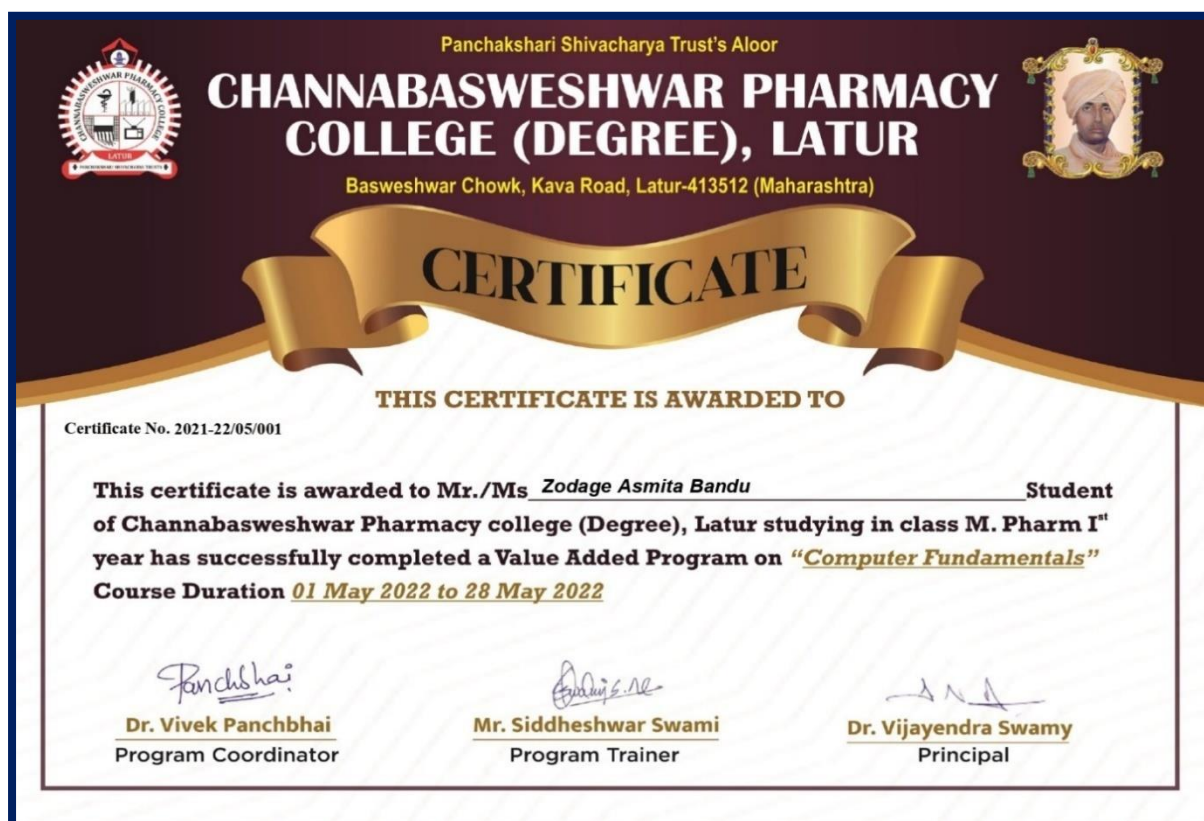 Panchakshari Shivacharya Trust's Aloor
CHANNABASWESHWAR PHARMACY
COLLEGE (DEGREE), LATUR
Basweshwar Chowk, Kava Road, Latur-413512 (Maharashtra)
CHANNABASWESHWAR PHARMACY COLLEGE
LATUR
CERTIFICATE
THIS CERTIFICATE IS AWARDED TO
Certificate No. 2021-22/05/001
This certificate is awarded to Mr./Ms Zodage Asmita Bandu Student
of Channabasweshwar Pharmacy college (Degree), Latur studying in class M. Pharm Ist
year has successfully completed a Value Added Program on "Computer Fundamentals"
Course Duration 01 May 2022 to 28 May 2022
Panchbhai
Dr. Vivek Panchbhai Mr. Siddheshwar Swami Dr. Vijayendra Swamy
Program Coordinator Program Trainer Principal